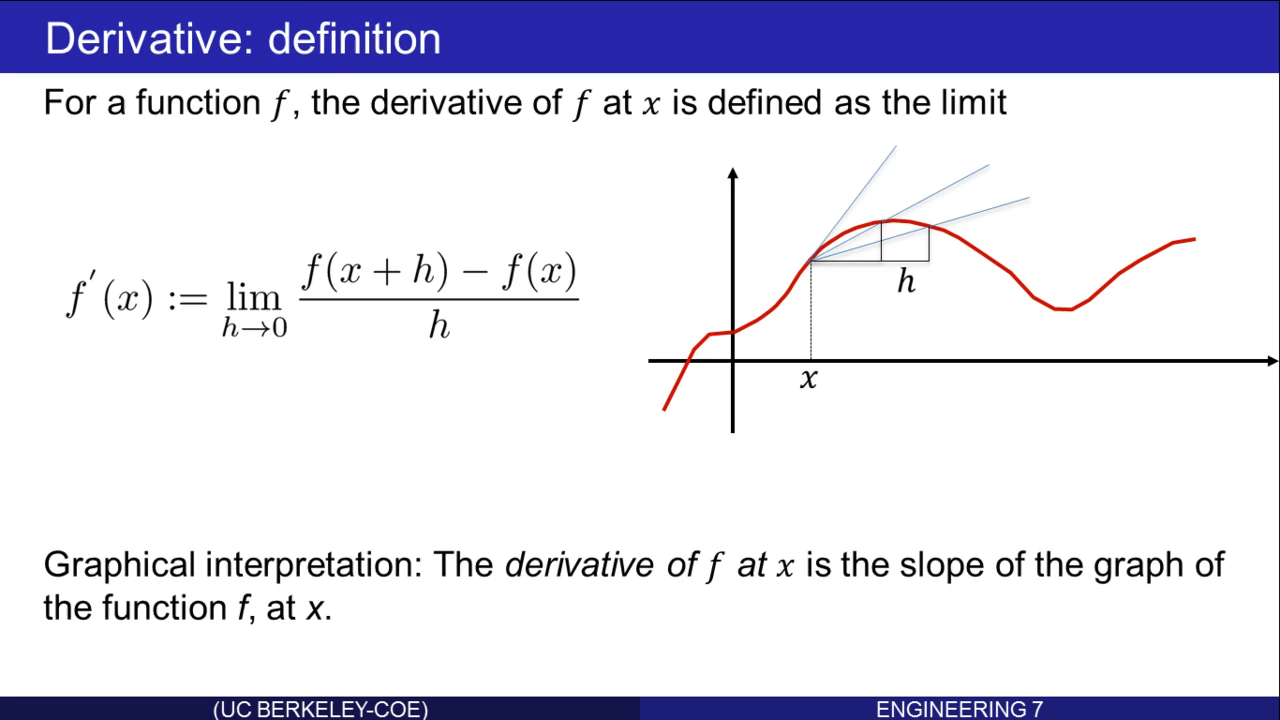 Derivative: definition
For a function f, the derivative of f at x is defined as the limit
f′(x) := lim h→0 f(x + h) − f(x) / h
h
x
Graphical interpretation: The derivative of f at x is the slope of the graph of
the function f, at x.
(UC BERKELEY-COE) ENGINEERING 7